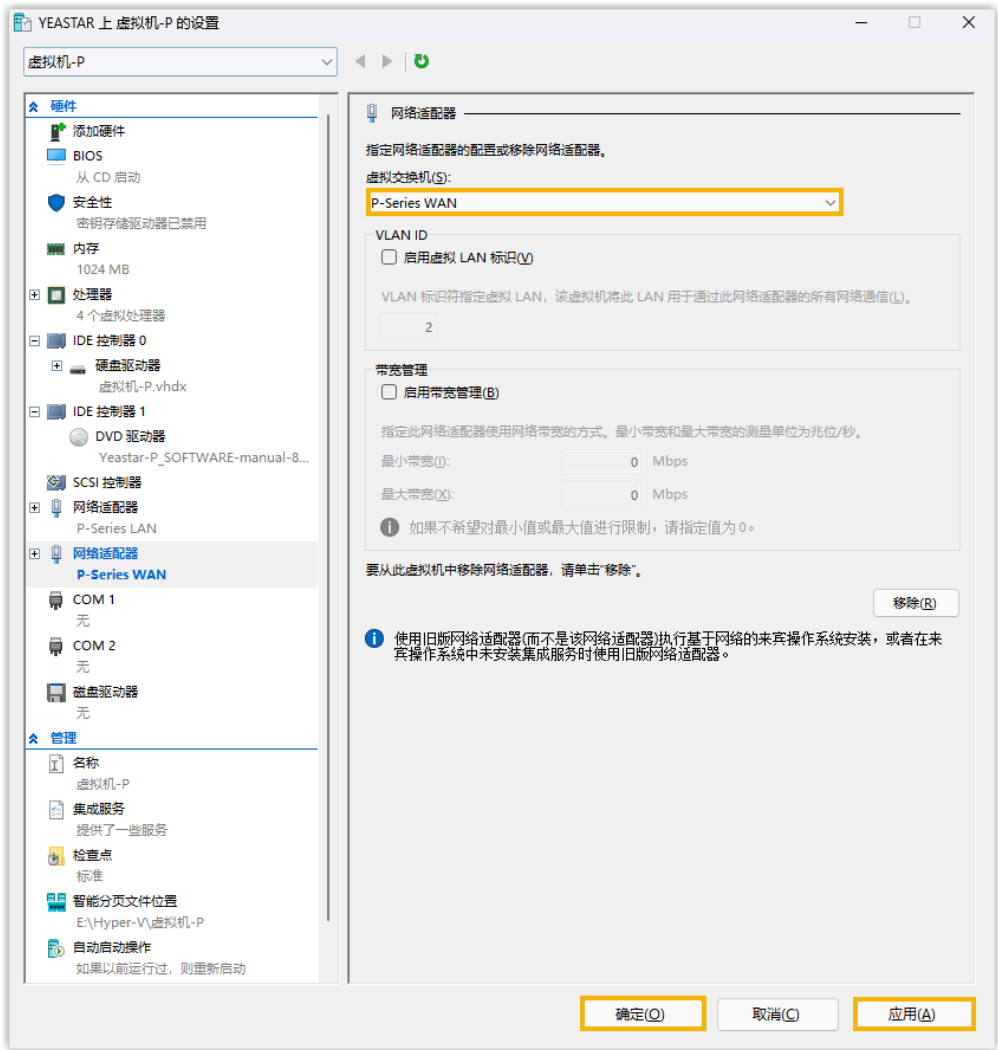 YEASTAR 上 虚拟机-P 的设置
虚拟机-P
硬件
添加硬件
BIOS
从 CD 启动
安全性
密钥存储驱动器已禁用
内存
1024 MB
处理器
4 个虚拟处理器
IDE 控制器 0
硬盘驱动器
虚拟机-P.vhdx
IDE 控制器 1
DVD 驱动器
Yeastar-P_SOFTWARE-manual-8...
SCSI 控制器
网络适配器
P-Series LAN
网络适配器
P-Series WAN
COM 1
无
COM 2
无
磁盘驱动器
无
管理
名称
虚拟机-P
集成服务
提供了一些服务
检查点
标准
智能分页文件位置
E:\Hyper-V\虚拟机-P
自动启动操作
如果以前运行过，则重新启动
网络适配器
指定网络适配器的配置或移除网络适配器。
虚拟交换机(S):
P-Series WAN
VLAN ID
启用虚拟 LAN 标识(V)
VLAN 标识符指定虚拟 LAN，该虚拟机将此 LAN 用于通过此网络适配器的所有网络通信(L)。
2
带宽管理
启用带宽管理(B)
指定此网络适配器使用网络带宽的方式。最小带宽和最大带宽的测量单位为兆位/秒。
最小带宽(I): 0 Mbps
最大带宽(X): 0 Mbps
如果不希望对最小值或最大值进行限制，请指定值为 0。
要从此虚拟机中移除网络适配器，请单击“移除”。
移除(R)
使用旧版网络适配器(而不是该网络适配器)执行基于网络的来宾操作系统安装，或者在来
宾操作系统中未安装集成服务时使用旧版网络适配器。
确定(O) 取消(C) 应用(A)